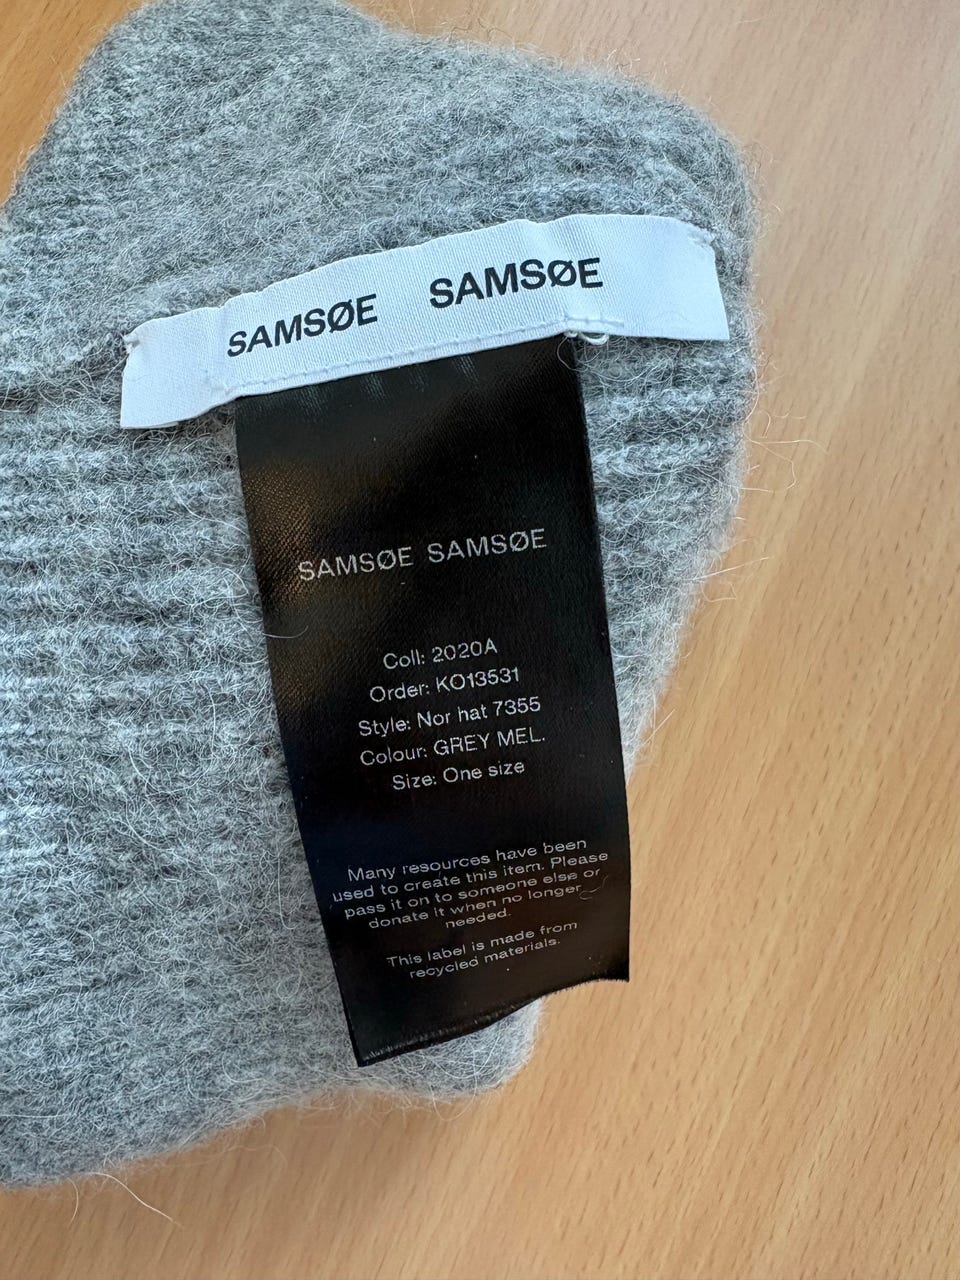 SAMSØE SAMSØE
SAMSØE SAMSØE
Coll: 2020A
Order: KO13531
Style: Nor hat 7355
Colour: GREY MEL.
Size: One size
Many resources have been
used to create this item. Please
pass it on to someone else or
donate it when no longer
needed.
This label is made from
recycled materials.